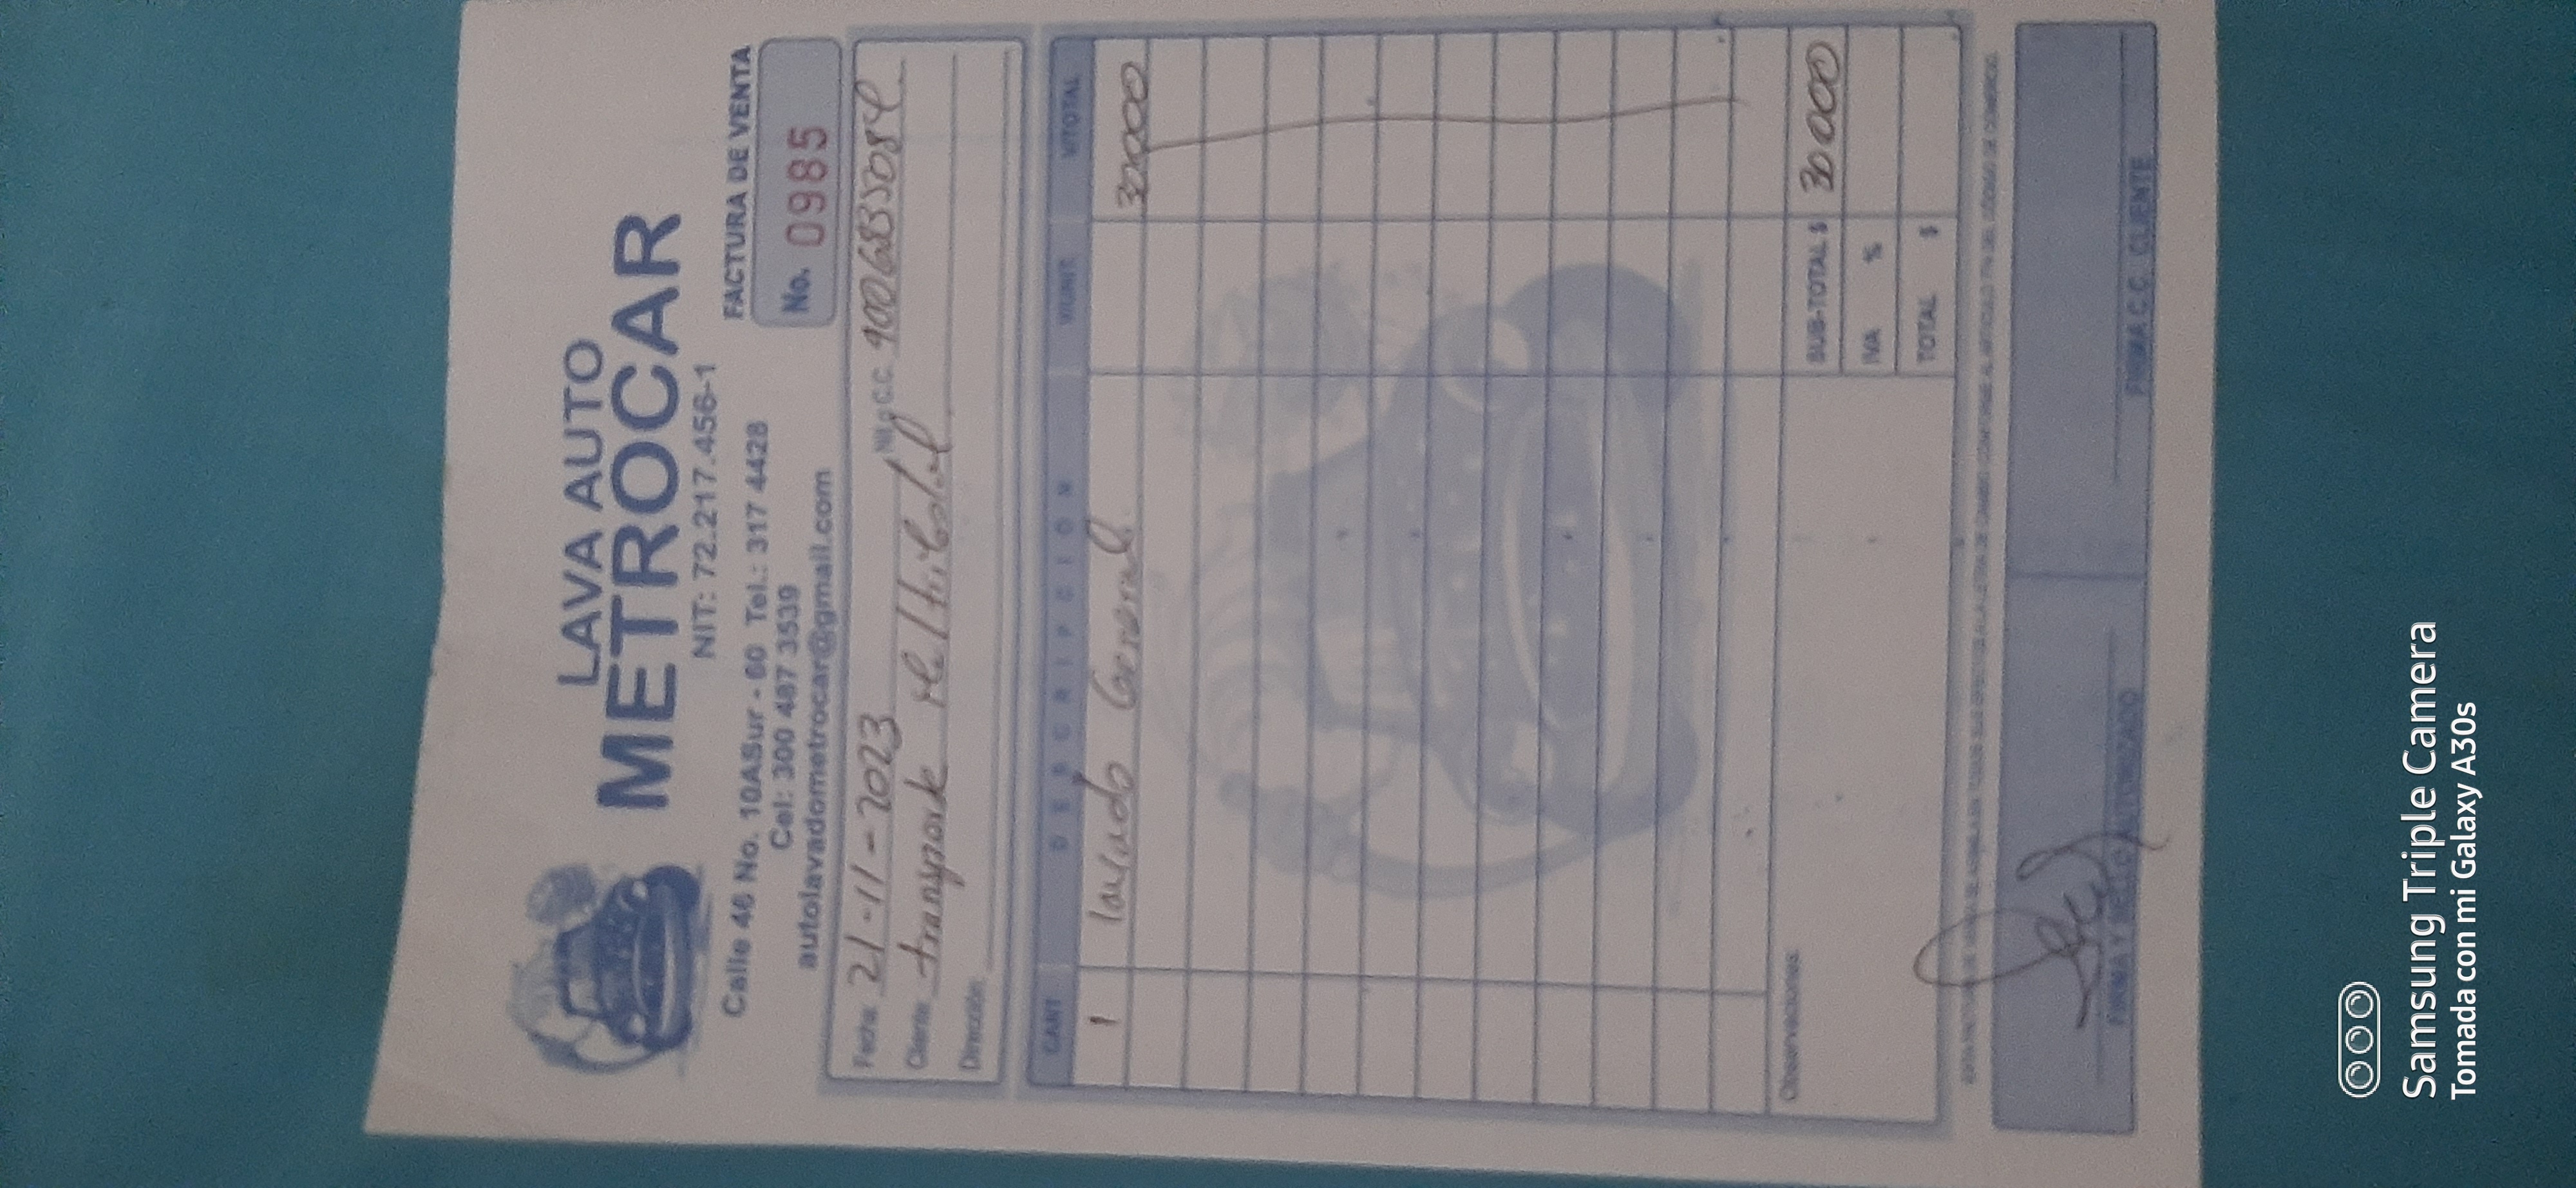 LAVA AUTO
METROCAR
NIT: 72.217.456-1
Calle 46 No. 10ASur - 60 Tel.: 317 4428
Cel: 300 487 3539
autolavadometrocar@gmail.com
FACTURA DE VENTA
No. 0985
Fecha: 21-11-2023 Nit o C.C.
Cliente: transporte
Dirección:
CANT DESCRIPCION V/UNIT V/TOTAL
1 lavado General. 30000
Observaciones: SUB-TOTAL $ 30000
IVA %
TOTAL $
FIRMA Y SELLO AUTORIZADO FIRMA C.C. CLIENTE
Samsung Triple Camera
Tomada con mi Galaxy A30s